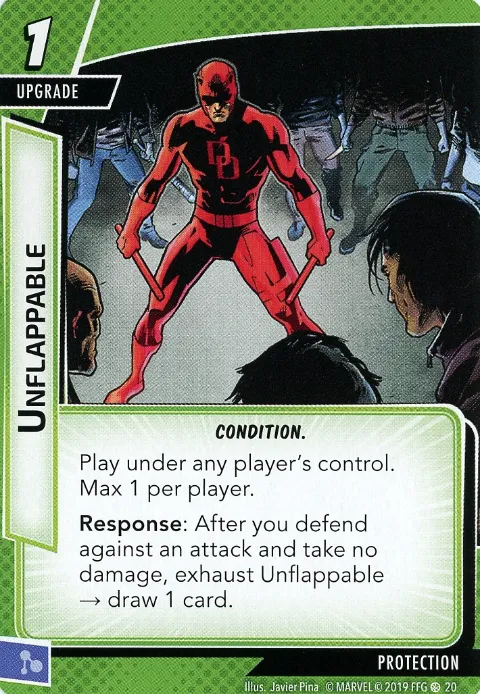 1
UPGRADE
UNFLAPPABLE
DD
CONDITION.
Play under any player's control.
Max 1 per player.
Response: After you defend
against an attack and take no
damage, exhaust Unflappable
→ draw 1 card.
PROTECTION
Illus. Javier Pina © MARVEL © 2019 FFG 20